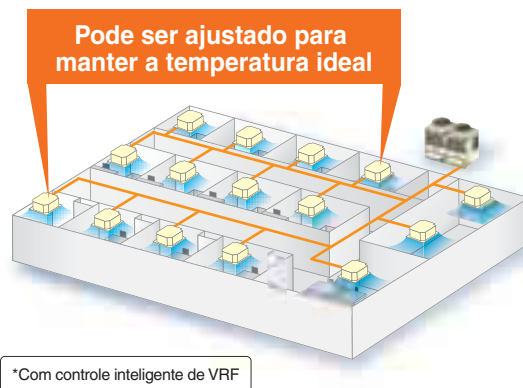 Pode ser ajustado para
manter a temperatura ideal
*Com controle inteligente de VRF